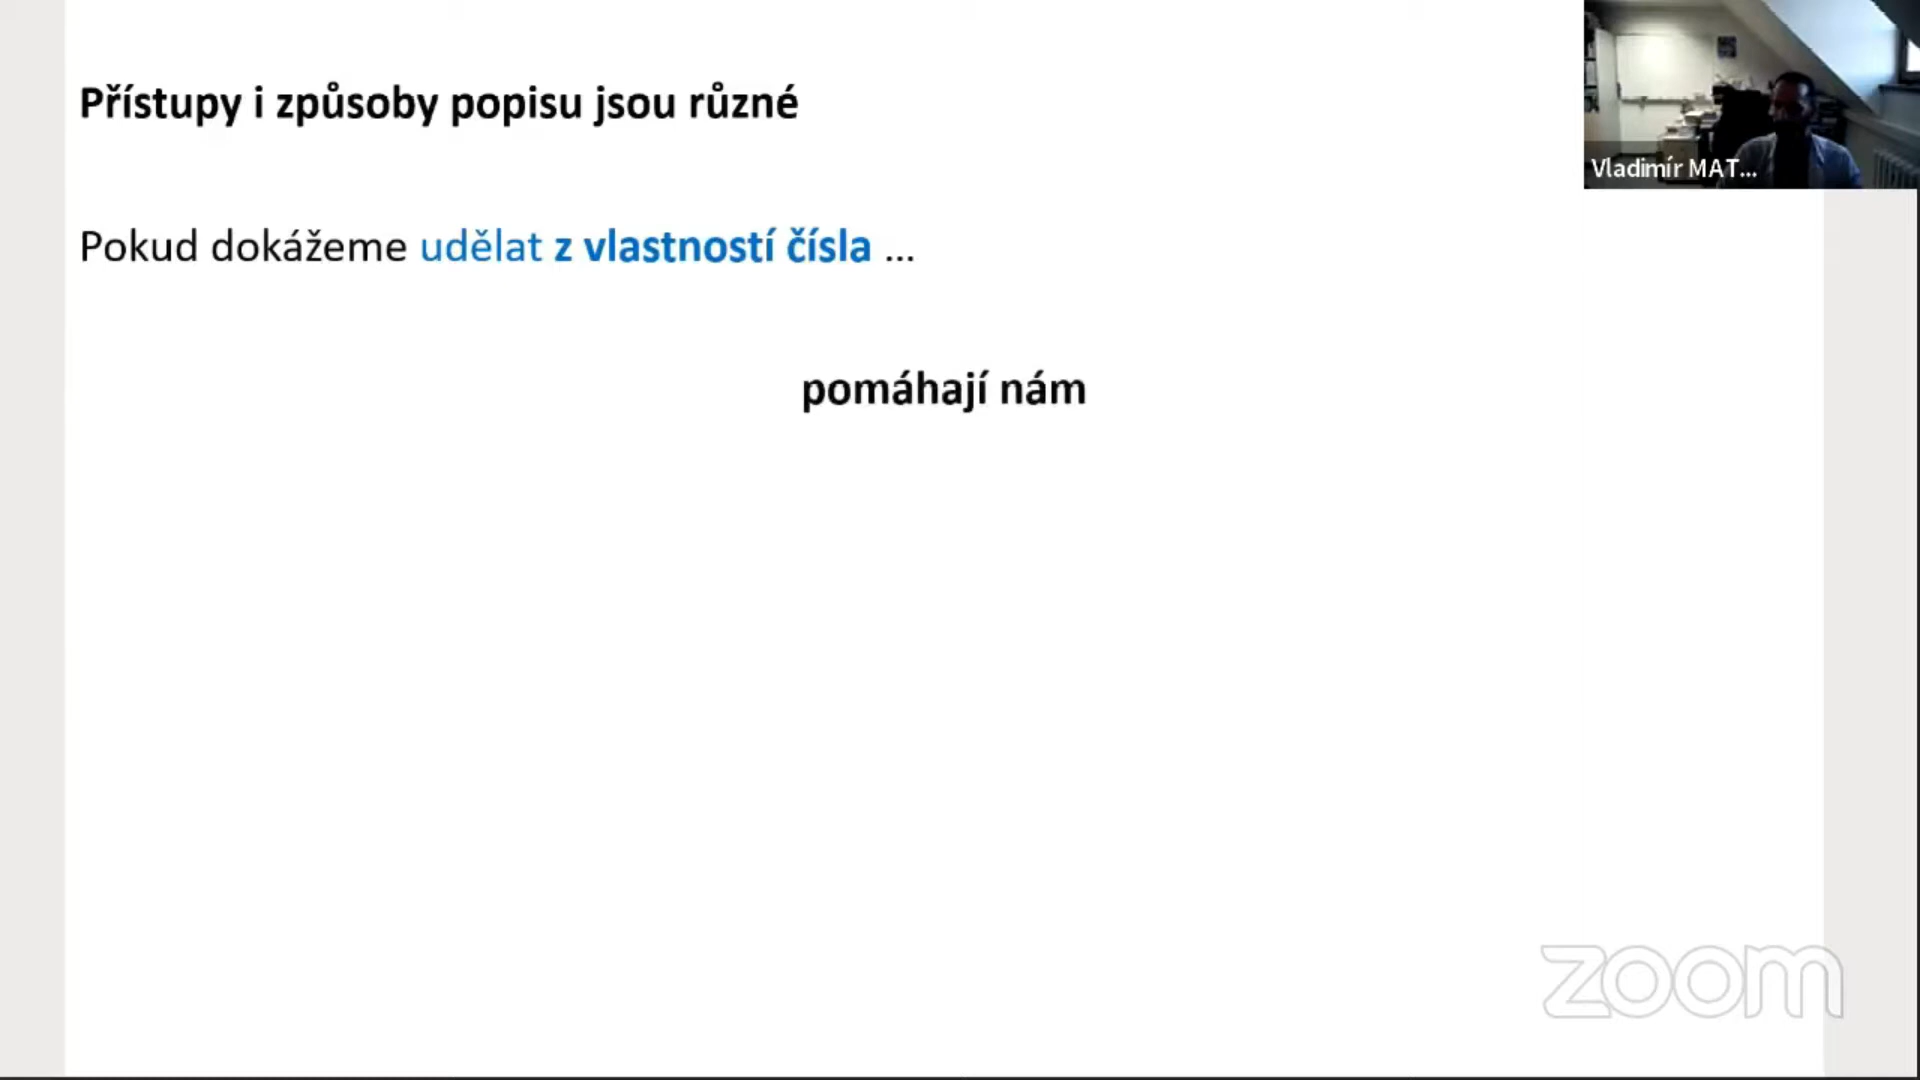 Přístupy i způsoby popisu jsou různé
Vladimír MAT...
Pokud dokážeme udělat z vlastností čísla ...
pomáhají nám
zoom